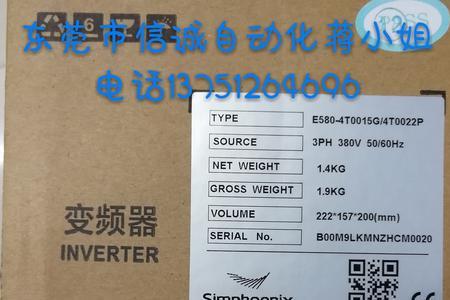 东莞市信诚自动化蒋小姐
电话13751264696
6
TYPE E580-4T0015G/4T0022P
SOURCE 3PH 380V 50/60Hz
NET WEIGHT 1.4KG
GROSS WEIGHT 1.9KG
VOLUME 222*157*200(mm)
SERIAL No. B00M9LKMNZHCM0020
变频器
INVERTER
Simphoenix